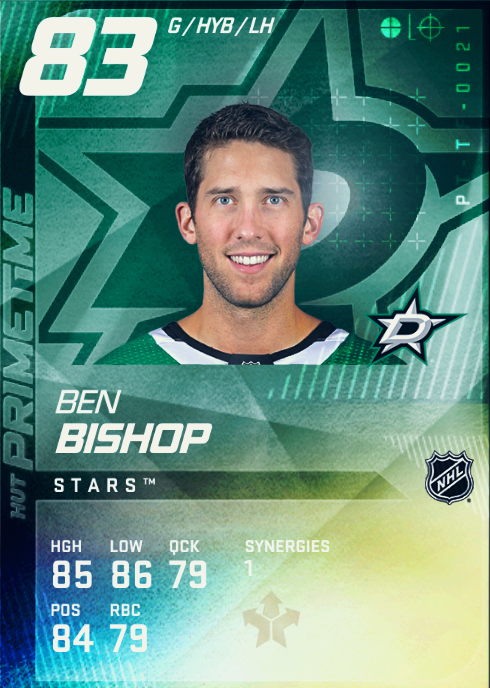 83
G / HYB / LH
PT-T-0021
HUT PRIMETIME
D
BEN
BISHOP
STARS™
NHL
HGH LOW QCK SYNERGIES
85 86 79 1
POS RBC
84 79